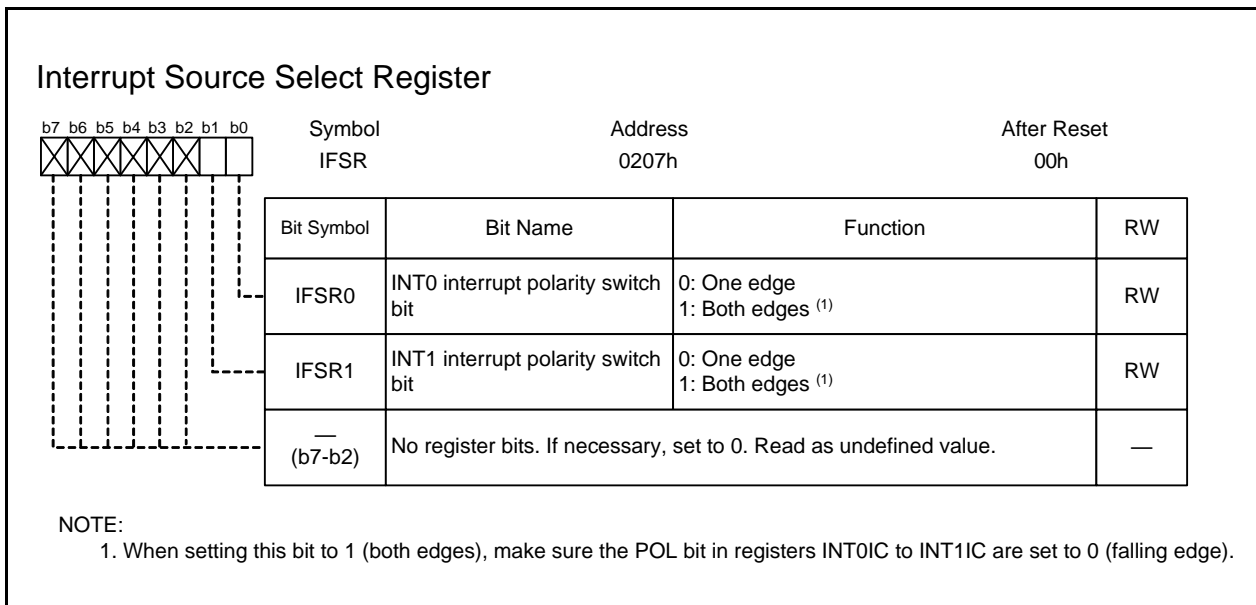 Interrupt Source Select Register
b7 b6 b5 b4 b3 b2 b1 b0
Symbol Address After Reset
IFSR 0207h 00h
Bit Symbol Bit Name Function RW
IFSR0 INT0 interrupt polarity switch bit 0: One edge RW
1: Both edges (1)
IFSR1 INT1 interrupt polarity switch bit 0: One edge RW
1: Both edges (1)
— (b7-b2) No register bits. If necessary, set to 0. Read as undefined value. —
NOTE:
1. When setting this bit to 1 (both edges), make sure the POL bit in registers INT0IC to INT1IC are set to 0 (falling edge).